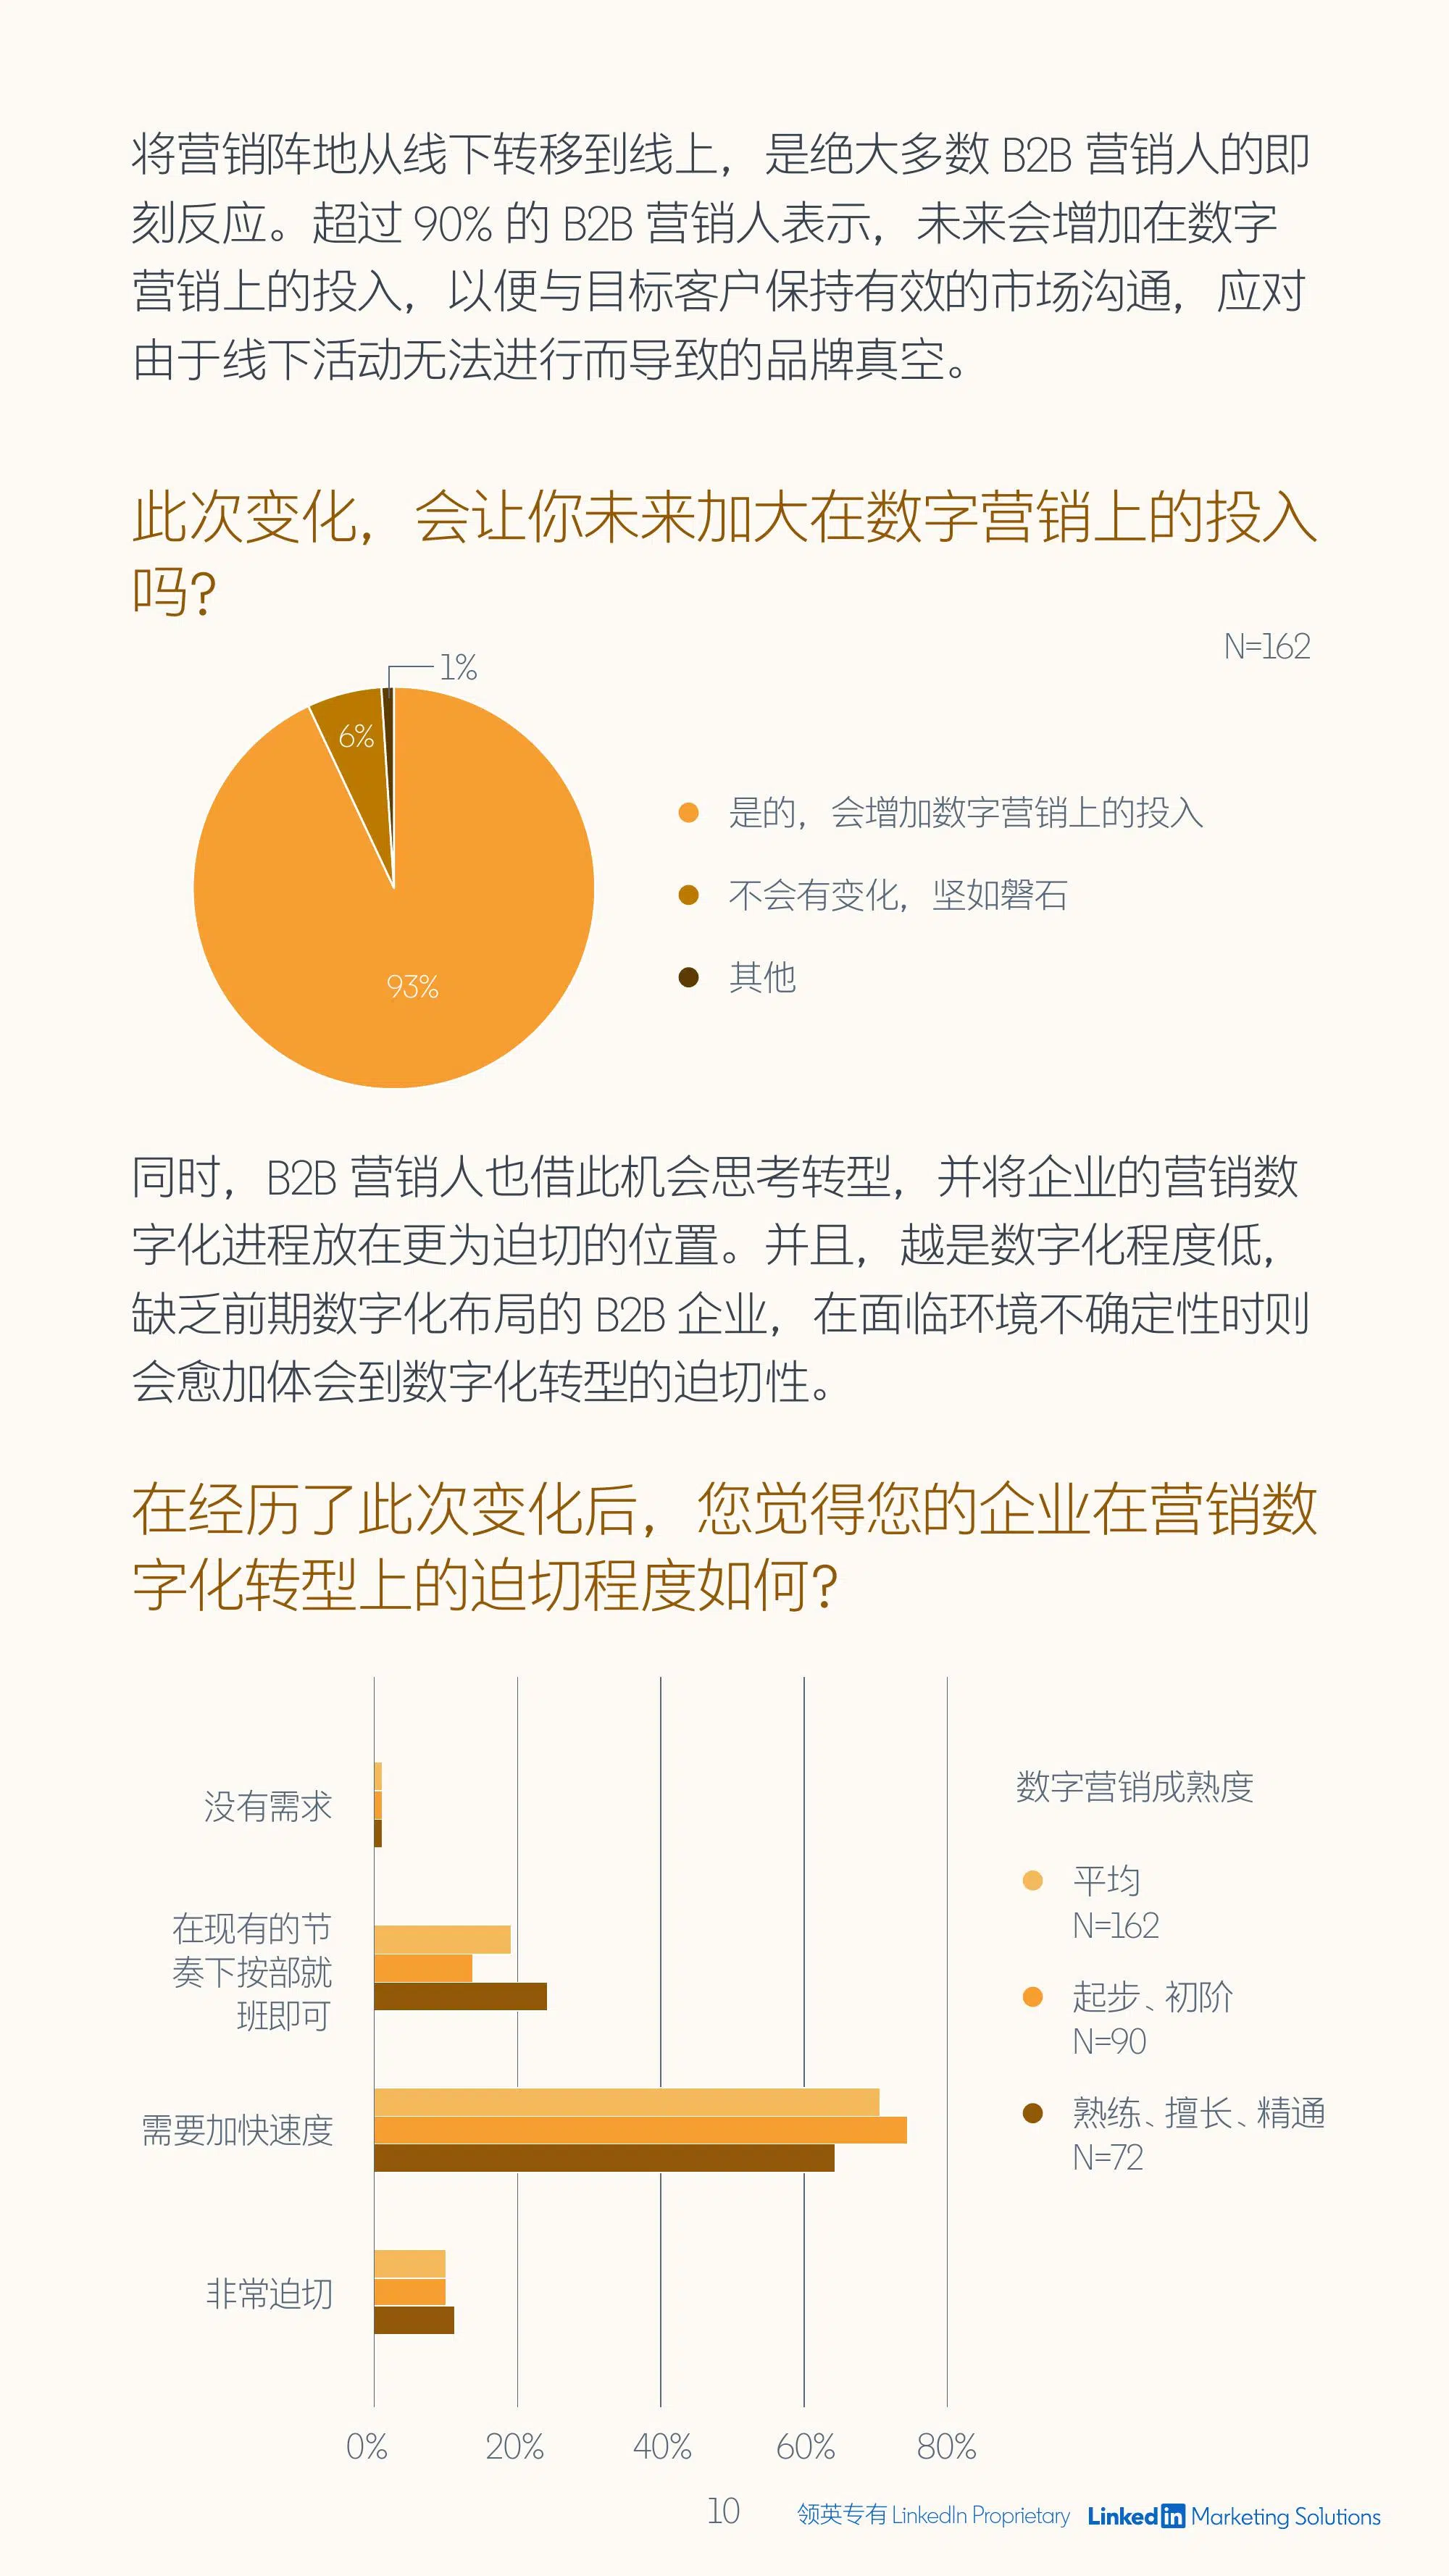 将营销阵地从线下转移到线上，是绝大多数 B2B 营销人的即
刻反应。超过 90% 的 B2B 营销人表示，未来会增加在数字
营销上的投入，以便与目标客户保持有效的市场沟通，应对
由于线下活动无法进行而导致的品牌真空。
此次变化，会让你未来加大在数字营销上的投入
吗?
N=162
1%
6%
93%
是的，会增加数字营销上的投入
不会有变化，坚如磐石
其他
同时，B2B 营销人也借此机会思考转型，并将企业的营销数
字化进程放在更为迫切的位置。并且，越是数字化程度低，
缺乏前期数字化布局的 B2B 企业，在面临环境不确定性时则
会愈加体会到数字化转型的迫切性。
在经历了此次变化后，您觉得您的企业在营销数
字化转型上的迫切程度如何?
没有需求
在现有的节
奏下按部就
班即可
需要加快速度
非常迫切
0%
20%
40%
60%
80%
数字营销成熟度
平均
N=162
起步、初阶
N=90
熟练、擅长、精通
N=72
10
领英专有 LinkedIn Proprietary
LinkedIn Marketing Solutions